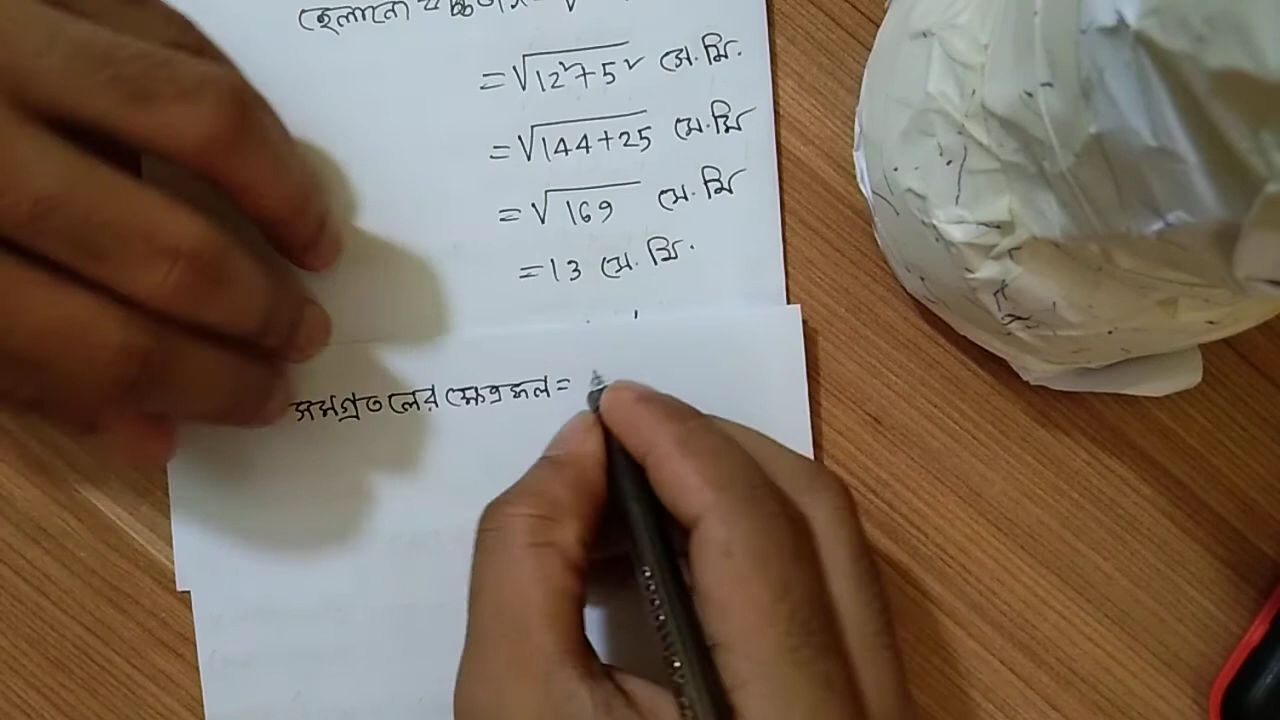 হেলানো
= √12²+5² সে.মি.
= √144+25 সে.মি
= √169 সে.মি
= 13 সে.মি.
সমগ্রতলের ক্ষেত্রফল =